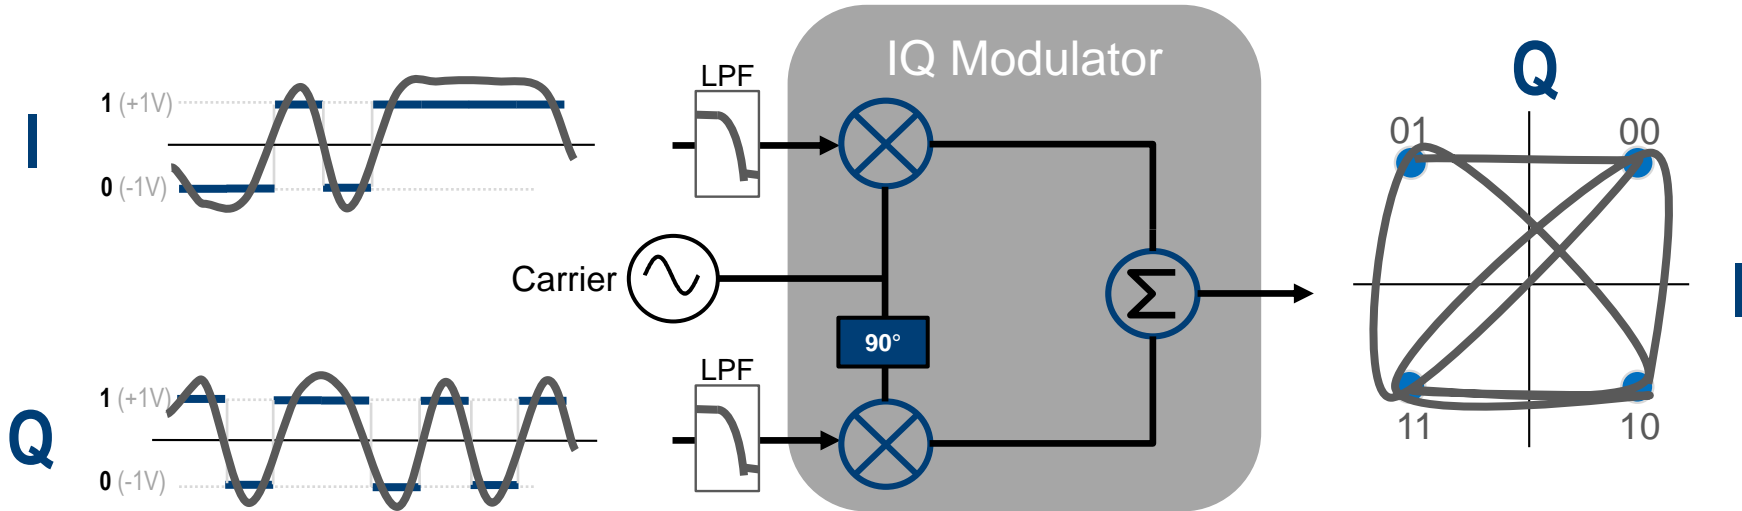 IQ Modulator
Q
LPF
1 (+1V)
I
01
00
0 (-1V)
Carrier
Σ
I
90°
LPF
1 (+1V)
Q
11
10
0 (-1V)